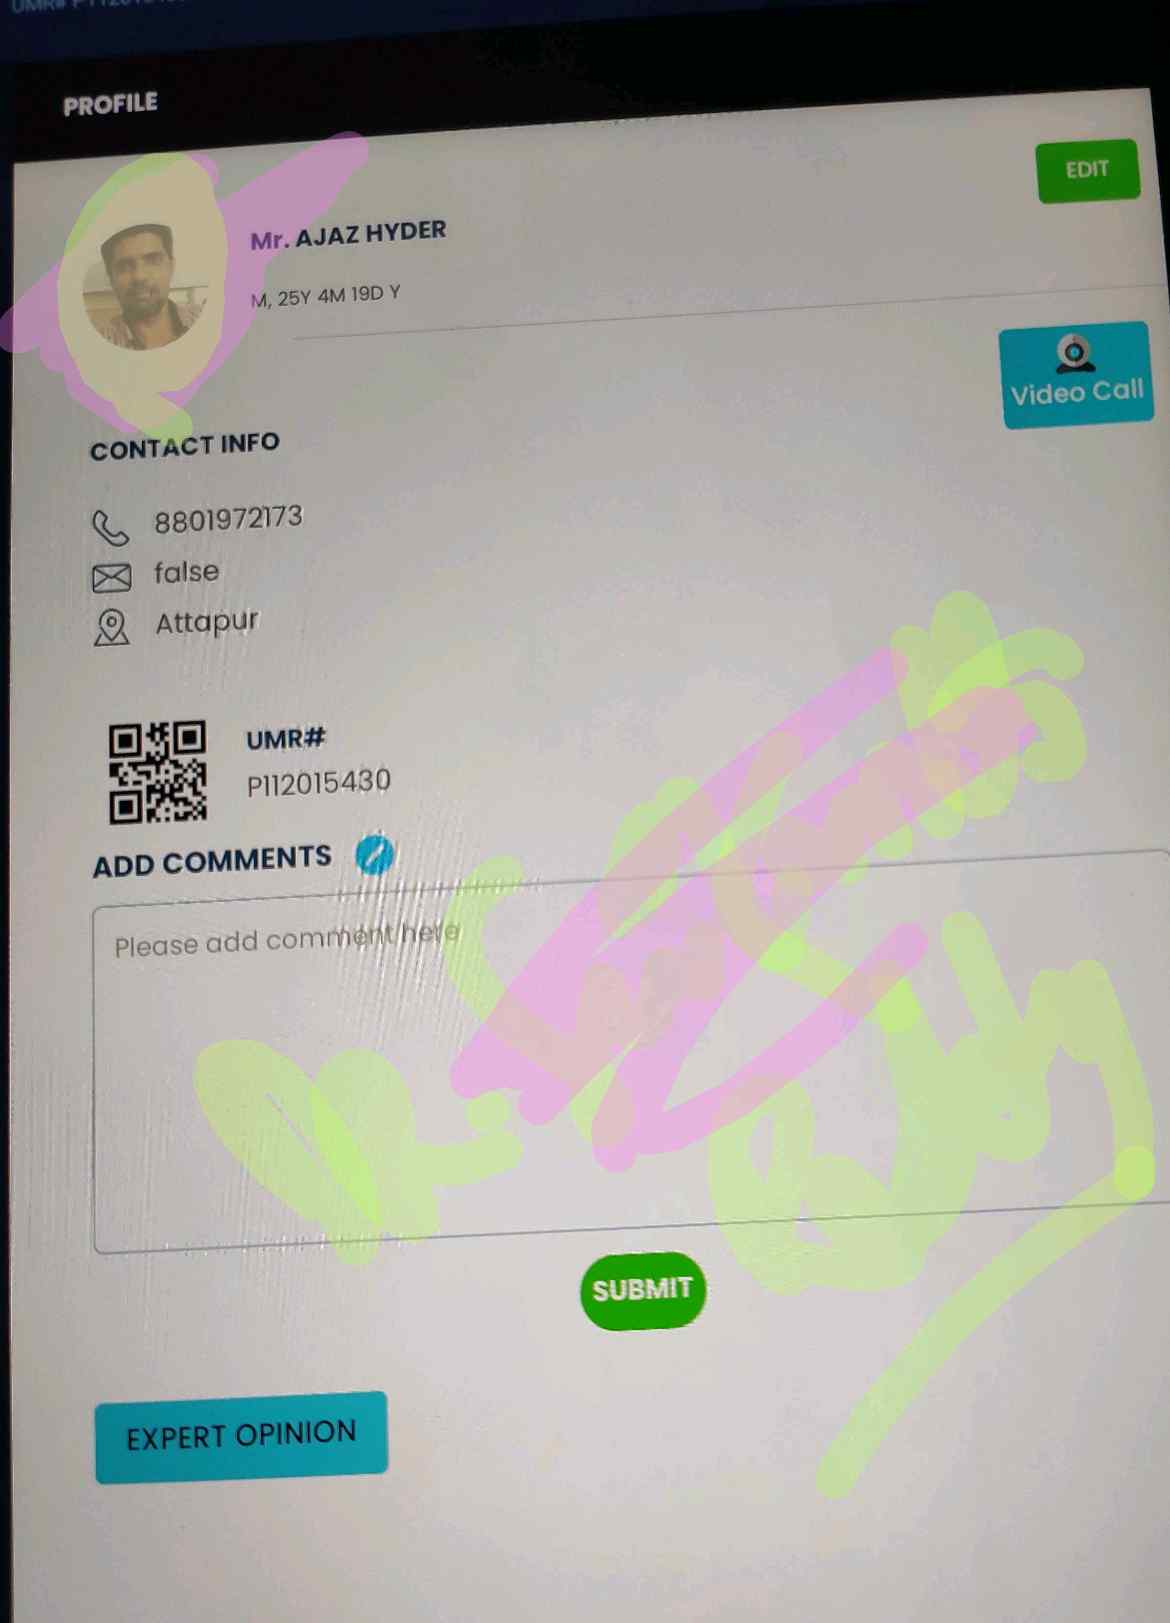 PROFILE
EDIT
Mr. AJAZ HYDER
M, 25Y 4M 19D Y
Video Call
CONTACT INFO
8801972173
false
Attapur
UMR#
P112015430
ADD COMMENTS
Please add comment here
SUBMIT
EXPERT OPINION